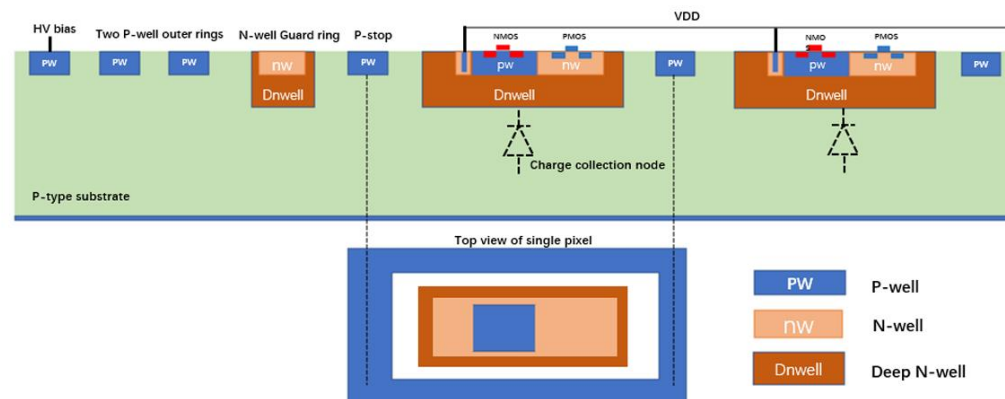 VDD
HV bias
Two P-well outer rings
N-well Guard ring
P-stop
NMOS
PMOS
NMO
S
PMOS
PW
PW
PW
nw
PW
pw
nw
PW
pw
nw
PW
Dnwell
Dnwell
Dnwell
Charge collection node
P-type substrate
Top view of single pixel
PW
P-well
nw
N-well
Dnwell
Deep N-well